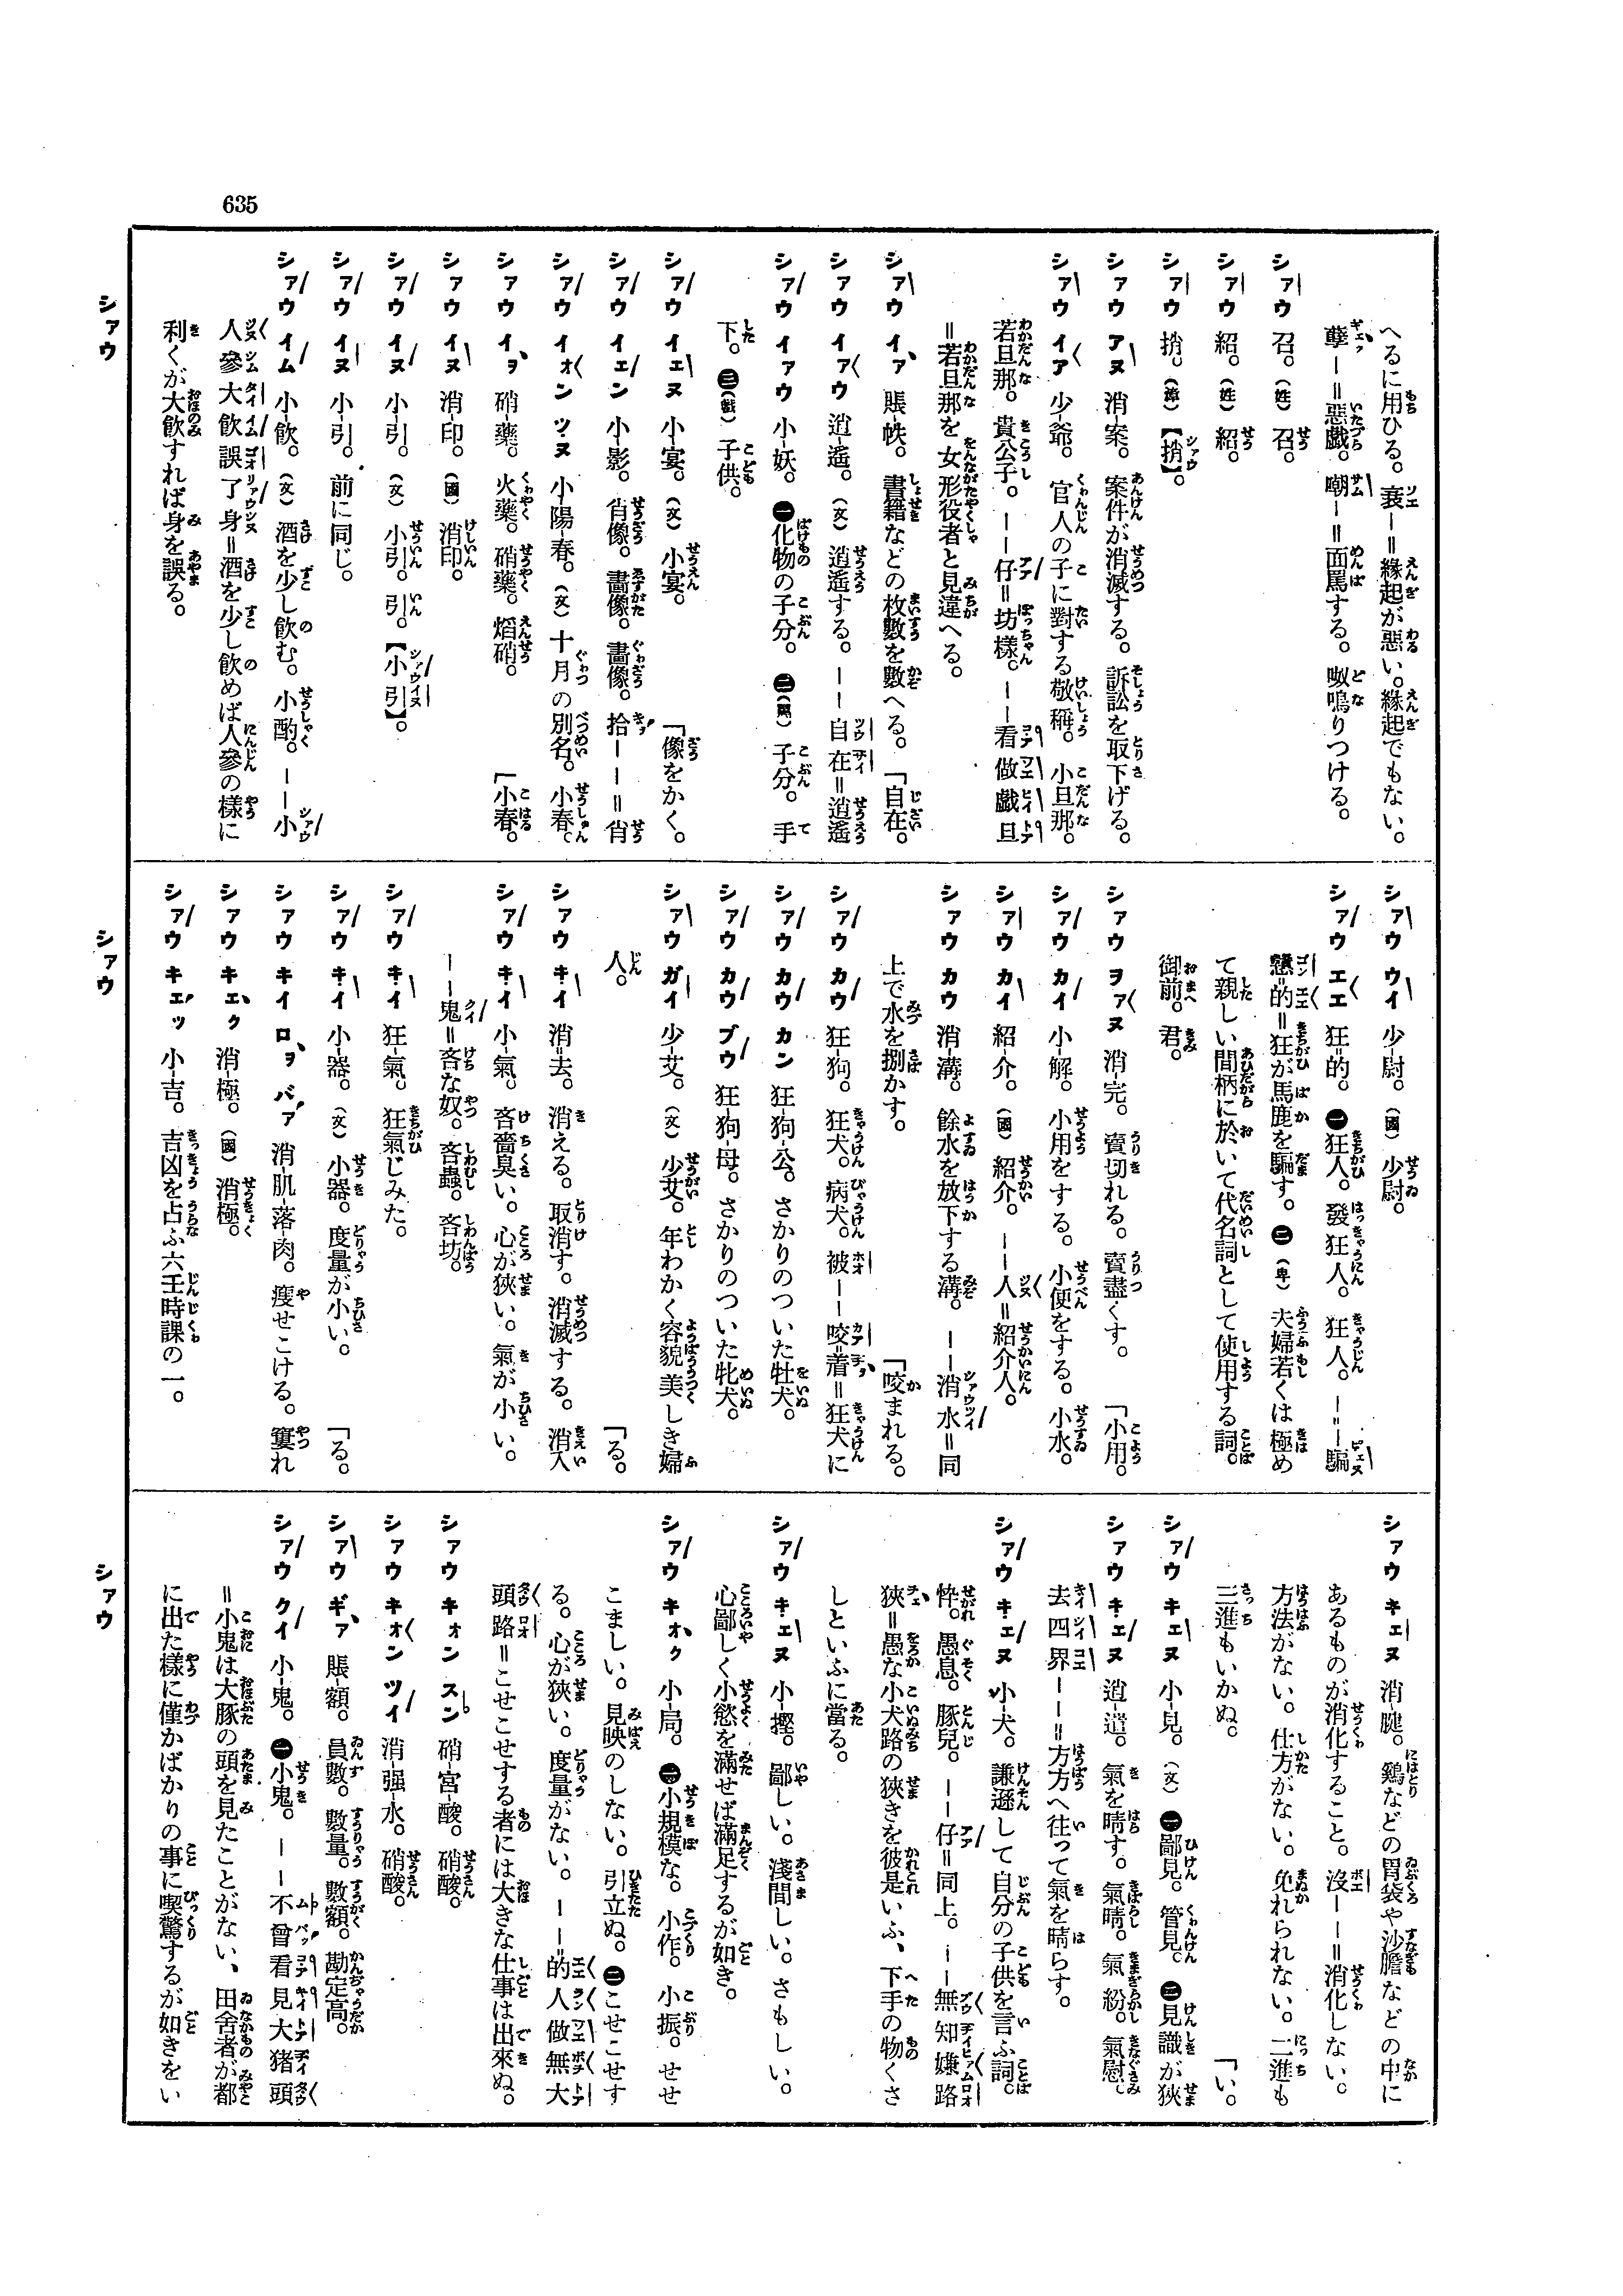 635
へるに用ひる。衰ー＝緣起が惡い。緣起でもない。
孽ー＝惡戲。嘲ー＝面罵する。呶鳴りつける。
シアウ 召。（姓）召。
シアウ 紹。（姓）紹。
シアウ 捎。（漳）【捎】。
シアウ アヌ 消-案。案件が消滅する。訴訟を取下げる。
シアウ イア 少-爺。官人の子に對する敬稱。小旦那。
若旦那。貴公子。ーー仔＝坊樣。ーー看做戲旦
＝若旦那を女形役者と見違へる。
シアウ イァ 賬-帙。書籍などの枚數を數へる。「自在。
シアウ イァウ 逍-遙。（文）逍遙する。ーー自在＝逍遙
シアウ イァウ 小-妖。㊀化物の子分。㊁（罵）子分。手
下。㊂（戲）子供。
シアウ イェヌ 小-宴。（文）小宴。「像をかく。
シアウ イェン 小-影。肖像。畫像。畫像。拾ーー＝肖
シアウ イォン ツヌ 小-陽-春。（文）十月の別名。小春。
シアウ イヲ 硝-藥。火藥。硝藥。焰硝。「小春。
シアウ イヌ 消-印。（國）消印。
シアウ イヌ 小-引。（文）小引。引。【小引】。
シアウ イヌ 小-引。前に同じ。
シアウ イム 小-飮。（文）酒を少し飮む。小酌。ーー小
人參大飮誤了身＝酒を少し飮めば人參の樣に
利くが大飮すれば身を誤る。
シアウ
シアウ ウイ 少-尉。（國）少尉。
シアウ エエ 狂=的。㊀狂人。發狂人。狂人。ー=ー騙
戇=的＝狂が馬鹿を騙す。㊁（卑）夫婦若くは極め
て親しい間柄に於いて代名詞として使用する詞。
御前。君。
シアウ ヲァヌ 消-完。賣切れる。賣盡くす。「小用。
シアウ カイ 小-解。小用をする。小便をする。小水。
シアウ カイ 紹-介。（國）紹介。ーー人＝紹介人。
シアウ カウ 消-溝。餘水を放下する溝。ーー消水＝同
上で水を捌かす。「咬まれる。
シアウ カウ 狂-狗。狂犬。病犬。被ーー咬=着＝狂犬に
シアウ カウ カン 狂-狗-公。さかりのついた牡犬。
シアウ カウ ブウ 狂-狗-母。さかりのついた牝犬。
シアウ ガイ 少-艾。（文）少艾。年わかく容貌美しき婦
人。「る。
シアウ キイ 消=去。消える。取消す。消滅する。消入
シアウ キイ 小-氣。吝嗇臭い。心が狹い。氣が小い。
ーー鬼＝吝な奴。吝蟲。吝坊。
シアウ キイ 狂-氣。狂氣じみた。
シアウ キイ 小-器。（文）小器。度量が小い。「る。
シアウ キイ ロヲ バァ 消-肌-落-肉。瘦せこける。窶れ
シアウ キェク 消-極。（國）消極。
シアウ キェッ 小-吉。吉凶を占ふ六壬時課の一。
シアウ
シアウ キェヌ 消-腱。鷄などの胃袋や沙膽などの中に
あるものが消化すること。沒ーー＝消化しない。
方法がない。仕方がない。免れられない。二進も
三進もいかぬ。
シアウ キェヌ 小-見。（文）㊀鄙見。管見。㊁見識が狹
シアウ キェヌ 逍-遣。氣を晴す。氣晴。氣紛。氣慰。「い。
去四界ーー＝方方へ往って氣を晴らす。
シアウ キェヌ 小-犬。謙遜して自分の子供を言ふ詞。
悴。愚息。豚兒。ーー仔＝同上。ーー無知嫌路
狹＝愚な小犬路の狹きを彼是いふ、下手の物くさ
しといふに當る。
シアウ キェヌ 小-摼。鄙しい。淺間しい。さもしい。
心鄙しく小慾を滿せば滿足するが如き。
シアウ キォク 小-局。㊀小規模な。小作。小振。せせ
こましい。見映のしない。引立ぬ。㊁こせこせす
る。心が狹い。度量がない。ーー=的人做無大
頭路＝こせこせする者には大きな仕事は出來ぬ。
シアウ キォン スン 硝-宮-酸。硝酸。
シアウ キォン ツイ 消-强-水。硝酸。
シアウ ギァ 賬-額。員數。數量。數額。勘定高。
シアウ クイ 小-鬼。㊀小鬼。ーー不曾看見大猪頭
＝小鬼は大豚の頭を見たことがない、田舍者が都
に出た樣に僅かばかりの事に喫驚するが如きをい
シアウ